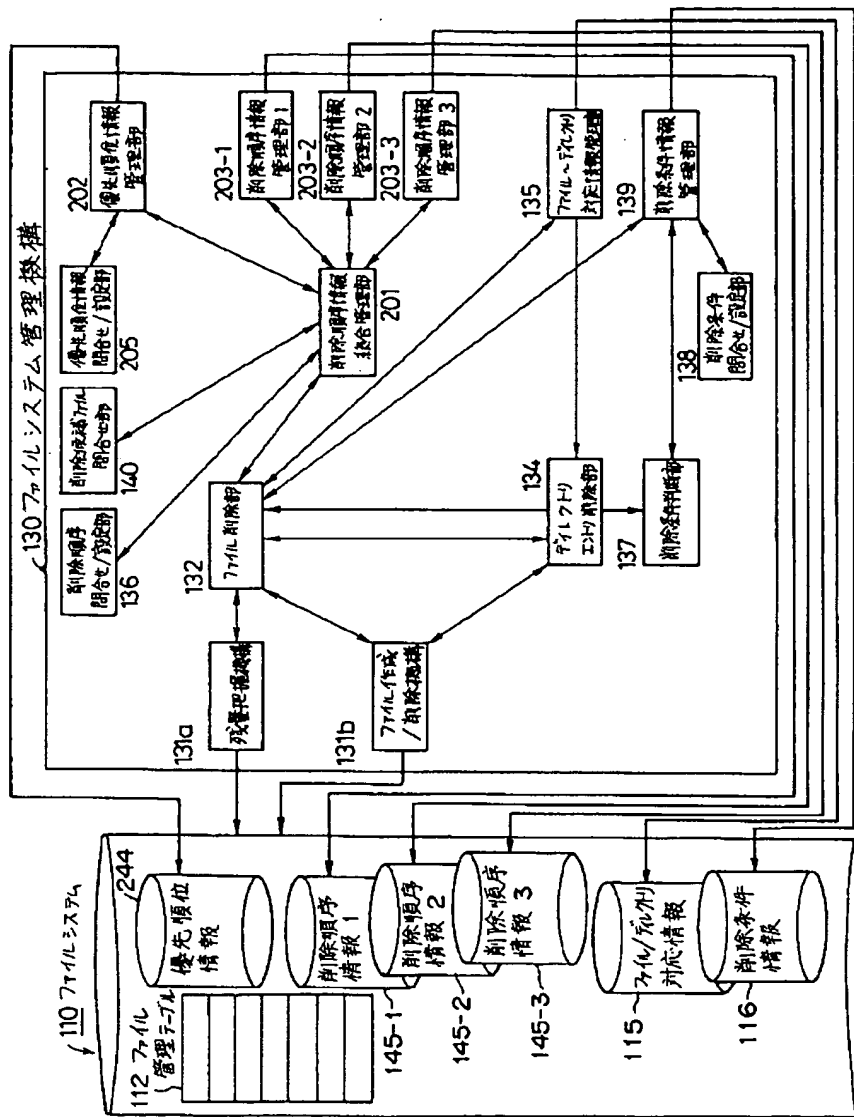 130 ファイルシステム管理機構
202
優先順位情報
管理部
203-1
削除順序情報
管理部 1
203-2
削除順序情報
管理部 2
203-3
削除順序情報
管理部 3
135
ファイル〜ディレクトリ
対応情報管理部
139
削除条件情報
管理部
優先順位情報
問合せ/設定部
205
削除順序情報
総合管理部
201
削除条件
問合せ/設定部
138
削除候補ファイル
問合せ部
140
削除順序
問合せ/設定部
136
132
ファイル削除部
134
ディレクトリ
エントリ削除部
137
削除条件判断部
131a
残量把握機構
131b
ファイル作成
/削除機構
110 ファイルシステム
244
優先順位
情報
112 ファイル
管理テーブル
削除順序
情報 1
145-1
削除順序
情報 2
145-2
削除順序
情報 3
145-3
ファイル/ディレクトリ
対応情報
115
削除条件
情報
116